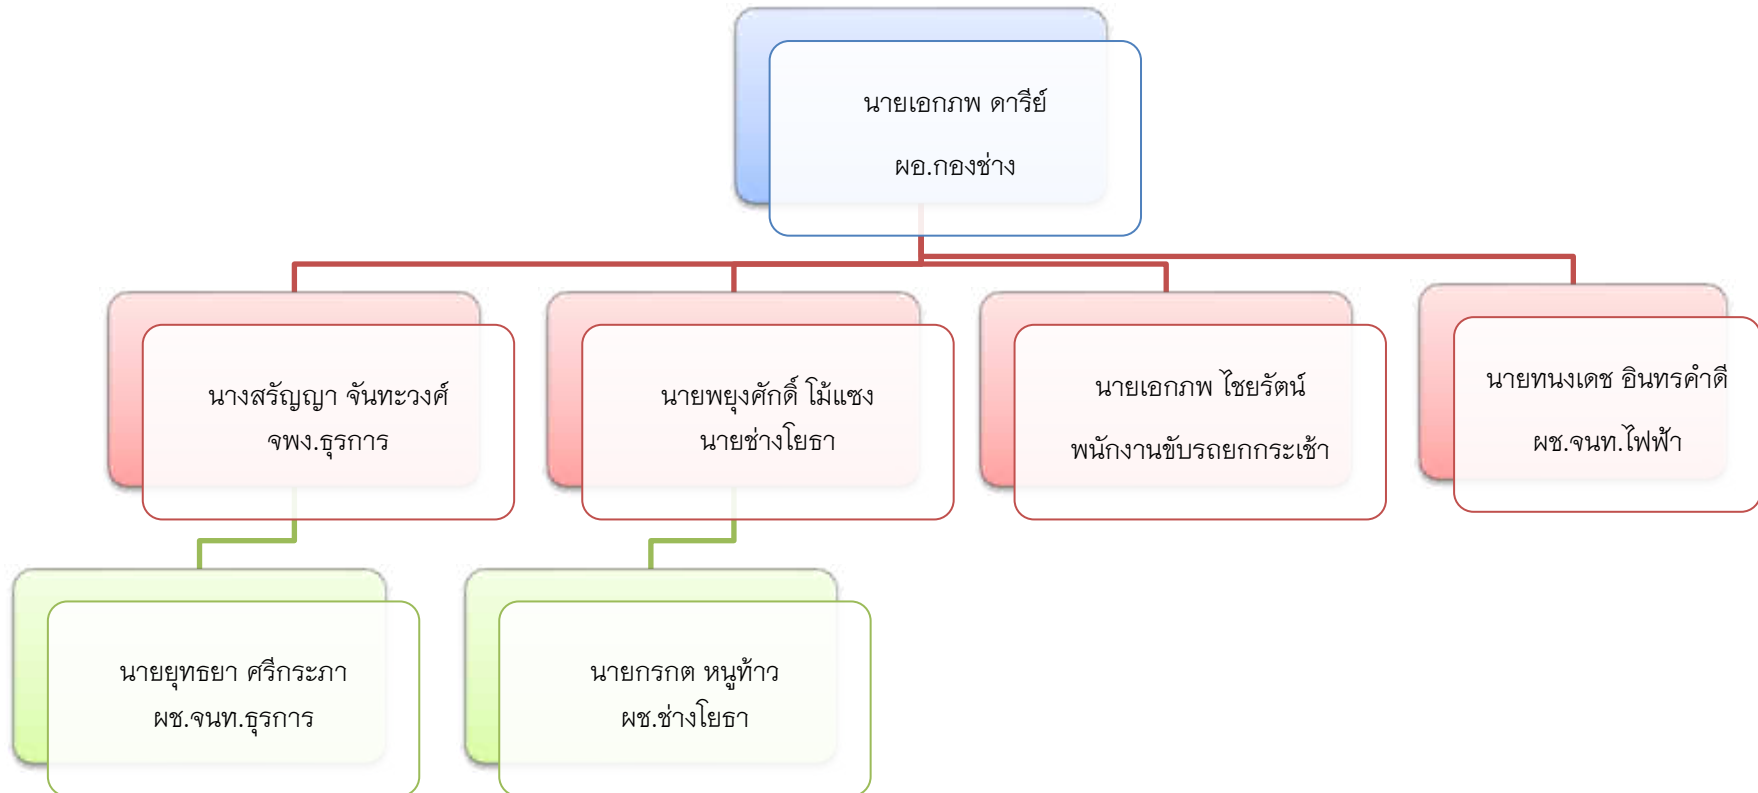 นายเอกภพ ดารีย์
ผอ.กองช่าง
นางสรัญญา จันทะวงศ์
จพง.ธุรการ
นายพยุงศักดิ์ โม้แซง
นายช่างโยธา
นายเอกภพ ไชยรัตน์
พนักงานขับรถยกกระเช้า
นายทนงเดช อินทรคำดี
ผช.จนท.ไฟฟ้า
นายยุทธยา ศรีกระภา
ผช.จนท.ธุรการ
นายกรกต หนูท้าว
ผช.ช่างโยธา